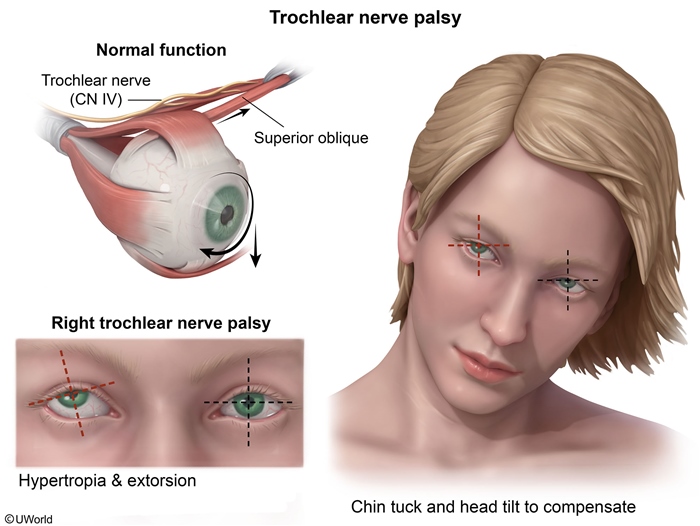 Trochlear nerve palsy
Normal function
Trochlear nerve
(CN IV)
Superior oblique
Right trochlear nerve palsy
Hypertropia & extorsion
Chin tuck and head tilt to compensate
©UWorld